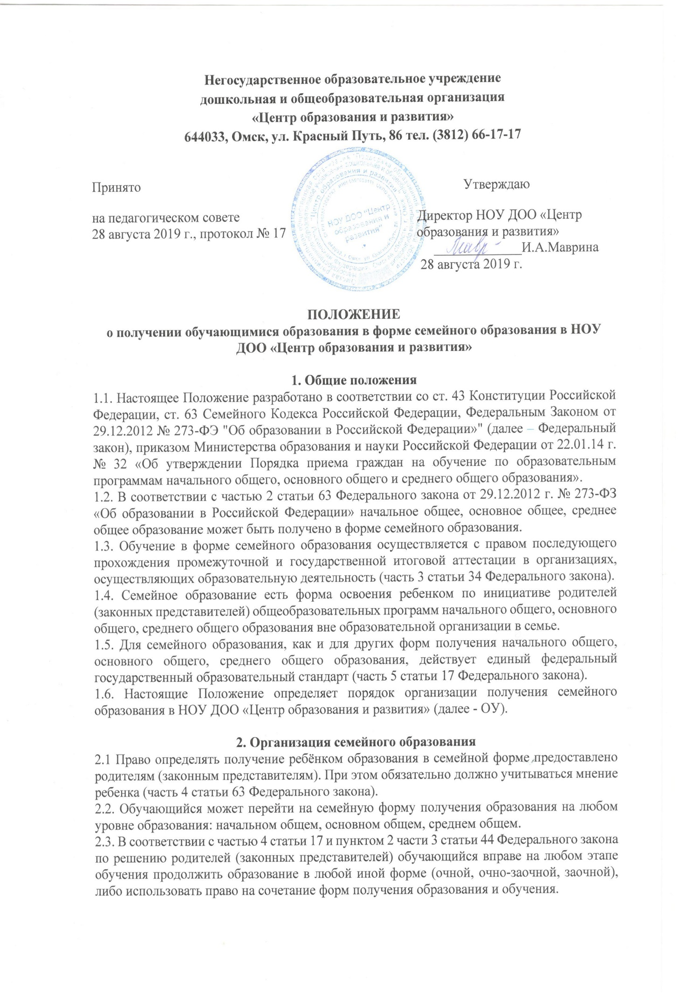 Негосударственное образовательное учреждение
дошкольная и общеобразовательная организация
«Центр образования и развития»
644033, Омск, ул. Красный Путь, 86 тел. (3812) 66-17-17
Принято
на педагогическом совете
28 августа 2019 г., протокол № 17
НОУ ДОО "Центр
образования и
развития"
Утверждаю
Директор НОУ ДОО «Центр
образования и развития»
И.А.Маврина
28 августа 2019 г.
ПОЛОЖЕНИЕ
о получении обучающимися образования в форме семейного образования в НОУ
ДОО «Центр образования и развития»
1. Общие положения
1.1. Настоящее Положение разработано в соответствии со ст. 43 Конституции Российской
Федерации, ст. 63 Семейного Кодекса Российской Федерации, Федеральным Законом от
29.12.2012 № 273-ФЭ "Об образовании в Российской Федерации»" (далее – Федеральный
закон), приказом Министерства образования и науки Российской Федерации от 22.01.14 г.
№ 32 «Об утверждении Порядка приема граждан на обучение по образовательным
программам начального общего, основного общего и среднего общего образования».
1.2. В соответствии с частью 2 статьи 63 Федерального закона от 29.12.2012 г. № 273-ФЗ
«Об образовании в Российской Федерации» начальное общее, основное общее, среднее
общее образование может быть получено в форме семейного образования.
1.3. Обучение в форме семейного образования осуществляется с правом последующего
прохождения промежуточной и государственной итоговой аттестации в организациях,
осуществляющих образовательную деятельность (часть 3 статьи 34 Федерального закона).
1.4. Семейное образование есть форма освоения ребенком по инициативе родителей
(законных представителей) общеобразовательных программ начального общего, основного
общего, среднего общего образования вне образовательной организации в семье.
1.5. Для семейного образования, как и для других форм получения начального общего,
основного общего, среднего общего образования, действует единый федеральный
государственный образовательный стандарт (часть 5 статьи 17 Федерального закона).
1.6. Настоящие Положение определяет порядок организации получения семейного
образования в НОУ ДОО «Центр образования и развития» (далее - ОУ).
2. Организация семейного образования
2.1 Право определять получение ребёнком образования в семейной форме предоставлено
родителям (законным представителям). При этом обязательно должно учитываться мнение
ребенка (часть 4 статьи 63 Федерального закона).
2.2. Обучающийся может перейти на семейную форму получения образования на любом
уровне образования: начальном общем, основном общем, среднем общем.
2.3. В соответствии с частью 4 статьи 17 и пунктом 2 части 3 статьи 44 Федерального закона
по решению родителей (законных представителей) обучающийся вправе на любом этапе
обучения продолжить образование в любой иной форме (очной, очно-заочной, заочной),
либо использовать право на сочетание форм получения образования и обучения.